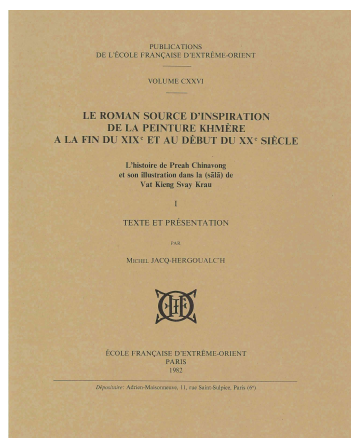 PUBLICATIONS
DE L'ÉCOLE FRANÇAISE D'EXTRÊME-ORIENT
VOLUME CXXVI
LE ROMAN SOURCE D'INSPIRATION
DE LA PEINTURE KHMÈRE
A LA FIN DU XIXe ET AU DÉBUT DU XXe SIÈCLE
L'histoire de Preah Chinavong
et son illustration dans la (sālā) de
Vat Kieng Svay Krau
I
TEXTE ET PRÉSENTATION
PAR
MICHEL JACQ-HERGOUALC'H
ÉCOLE FRANÇAISE D'EXTRÊME-ORIENT
PARIS
1982
Dépositaire: Adrien-Maisonneuve, 11, rue Saint-Sulpice, Paris (6e)